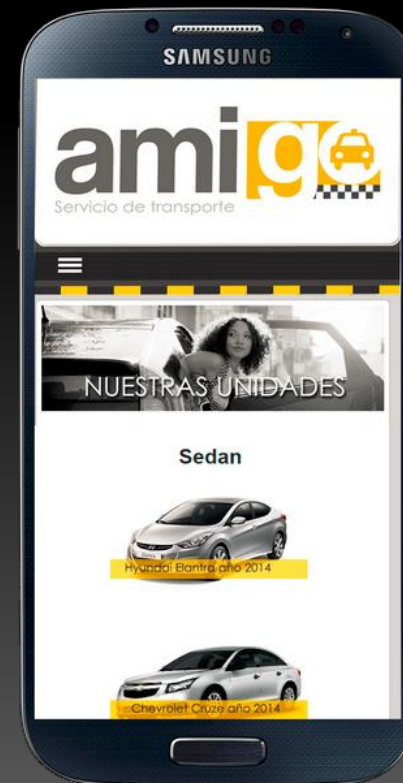 SAMSUNG
amigo
Servicio de transporte
NUESTRAS UNIDADES
Sedan
Hyundai Elantra año 2014
Chevrolet Cruze año 2014